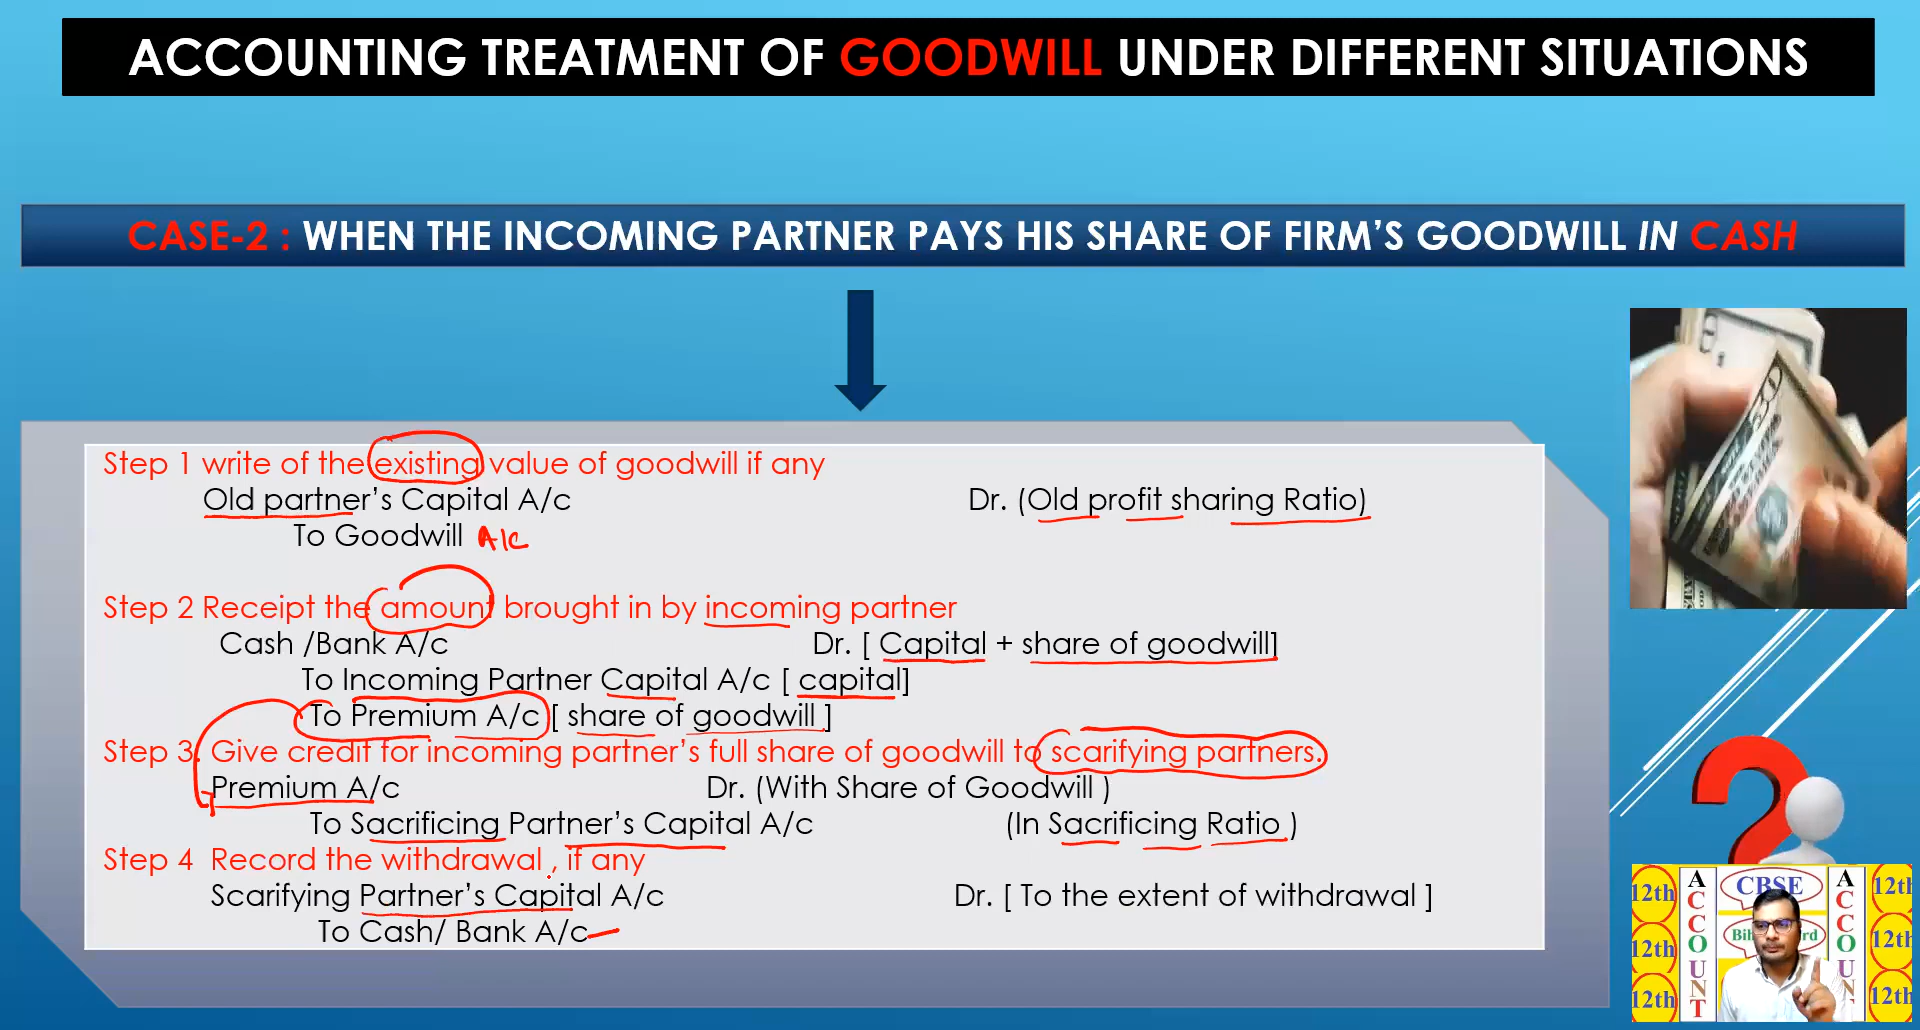 ACCOUNTING TREATMENT OF GOODWILL UNDER DIFFERENT SITUATIONS
CASE-2 : WHEN THE INCOMING PARTNER PAYS HIS SHARE OF FIRM'S GOODWILL IN CASH
Step 1 write of the existing value of goodwill if any
Old partner's Capital A/c Dr. (Old profit sharing Ratio)
To Goodwill A/c
Step 2 Receipt the amount brought in by incoming partner
Cash /Bank A/c Dr. [ Capital + share of goodwill]
To Incoming Partner Capital A/c [ capital]
To Premium A/c [ share of goodwill ]
Step 3. Give credit for incoming partner's full share of goodwill to scarifying partners.
Premium A/c Dr. (With Share of Goodwill )
To Sacrificing Partner's Capital A/c (In Sacrificing Ratio )
Step 4 Record the withdrawal , if any
Scarifying Partner's Capital A/c Dr. [ To the extent of withdrawal ]
To Cash/ Bank A/c
12th
12th
12th
ACCOUNT
CBSE
ACCOUN
12th
12th
12th